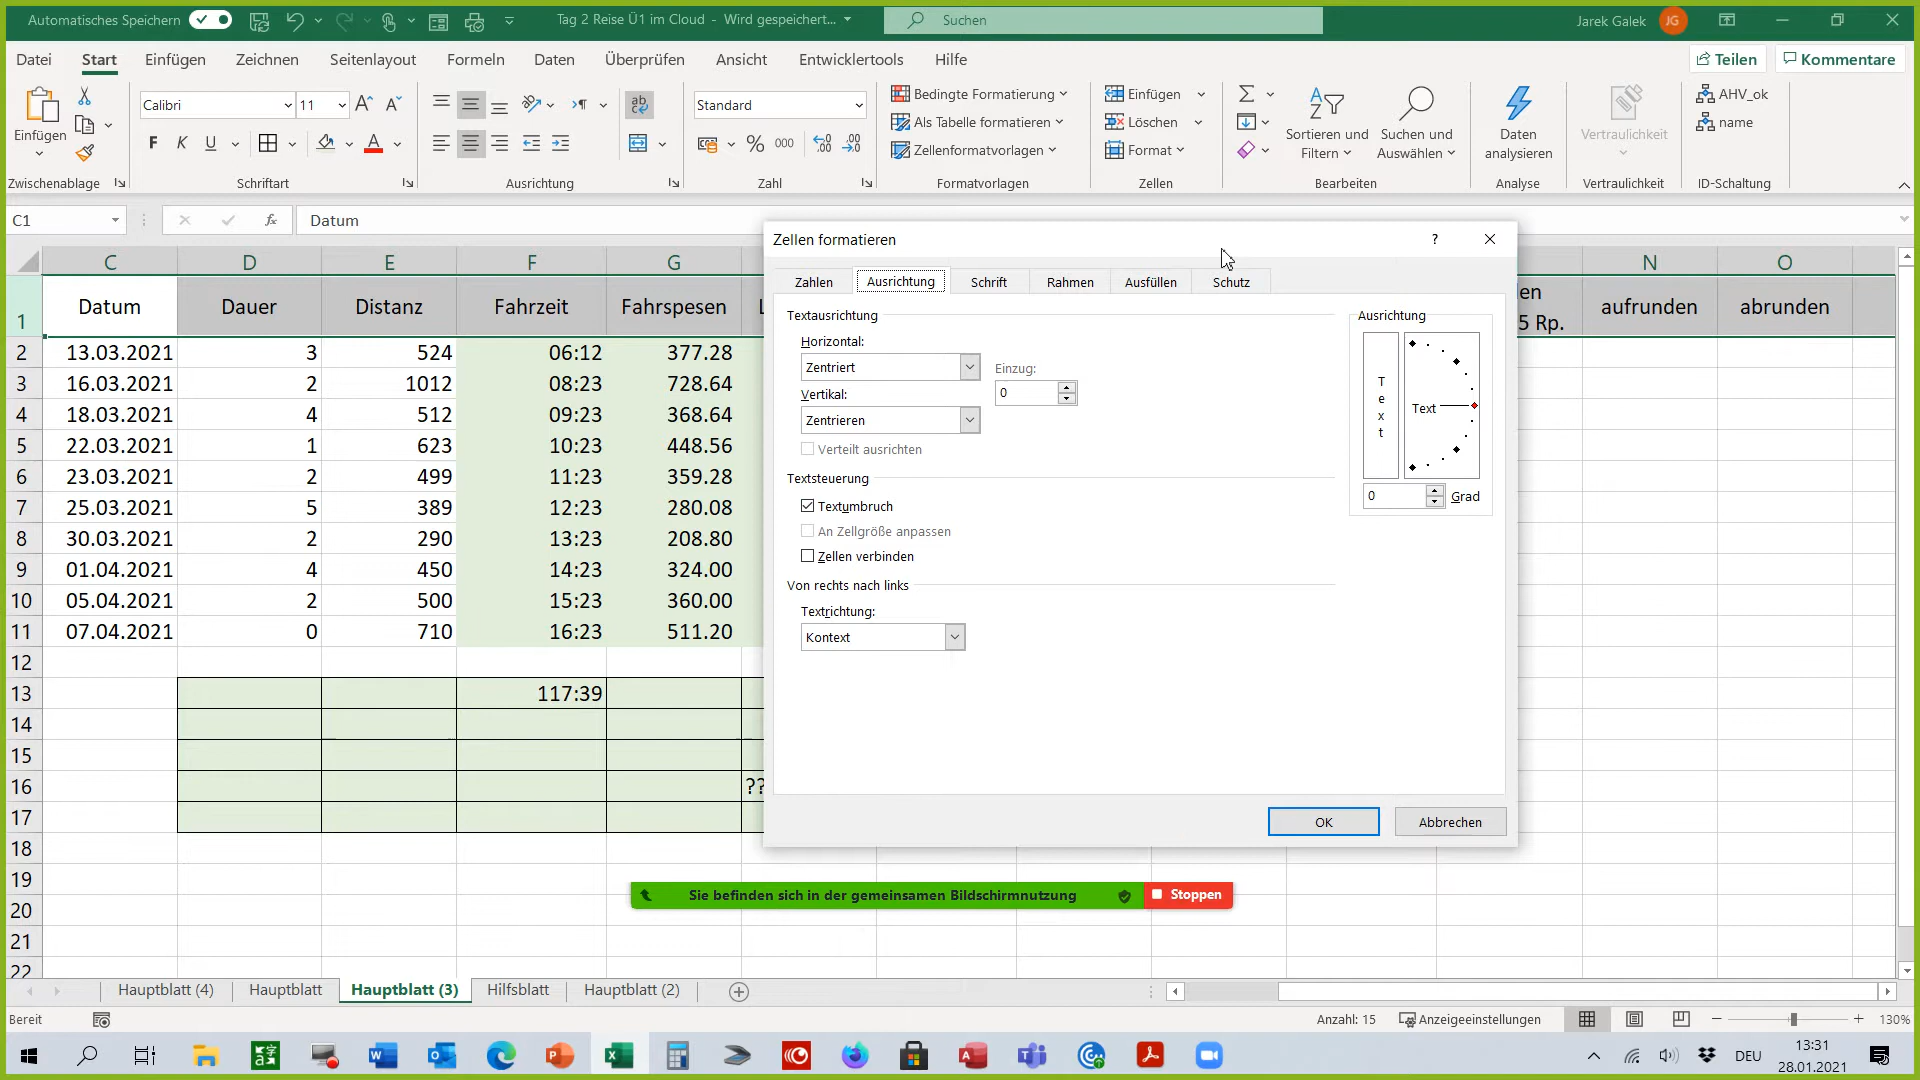 Automatisches Speichern
Tag 2 Reise Ü1 im Cloud - Wird gespeichert...
Suchen
Jarek Galek
JG
Datei Start Einfügen Zeichnen Seitenlayout Formeln Daten Überprüfen Ansicht Entwicklertools Hilfe
Teilen
Kommentare
Einfügen
Zwischenablage
Calibri
11
F K U
Schriftart
Ausrichtung
Standard
% 000
Zahl
Bedingte Formatierung
Als Tabelle formatieren
Zellenformatvorlagen
Formatvorlagen
Einfügen
Löschen
Format
Zellen
Sortieren und
Filtern
Suchen und
Auswählen
Bearbeiten
Daten
analysieren
Analyse
Vertraulichkeit
Vertraulichkeit
AHV_ok
name
ID-Schaltung
C1
fx
Datum
C D E F G N O
1 Datum Dauer Distanz Fahrzeit Fahrspesen L
en
5 Rp.
aufrunden abrunden
2 13.03.2021 3 524 06:12 377.28
3 16.03.2021 2 1012 08:23 728.64
4 18.03.2021 4 512 09:23 368.64
5 22.03.2021 1 623 10:23 448.56
6 23.03.2021 2 499 11:23 359.28
7 25.03.2021 5 389 12:23 280.08
8 30.03.2021 2 290 13:23 208.80
9 01.04.2021 4 450 14:23 324.00
10 05.04.2021 2 500 15:23 360.00
11 07.04.2021 0 710 16:23 511.20
12
13 117:39
14
15
16 ??
17
18
19
20
21
22
Zellen formatieren
?
Zahlen Ausrichtung Schrift Rahmen Ausfüllen Schutz
Textausrichtung
Horizontal:
Zentriert
Einzug:
0
Vertikal:
Zentrieren
Verteilt ausrichten
Textsteuerung
Textumbruch
An Zellgröße anpassen
Zellen verbinden
Von rechts nach links
Textrichtung:
Kontext
Ausrichtung
Text
Text
0 Grad
OK
Abbrechen
Sie befinden sich in der gemeinsamen Bildschirmnutzung
Stoppen
Hauptblatt (4) Hauptblatt Hauptblatt (3) Hilfsblatt Hauptblatt (2)
Bereit
Anzahl: 15
Anzeigeeinstellungen
130%
DEU
13:31
28.01.2021